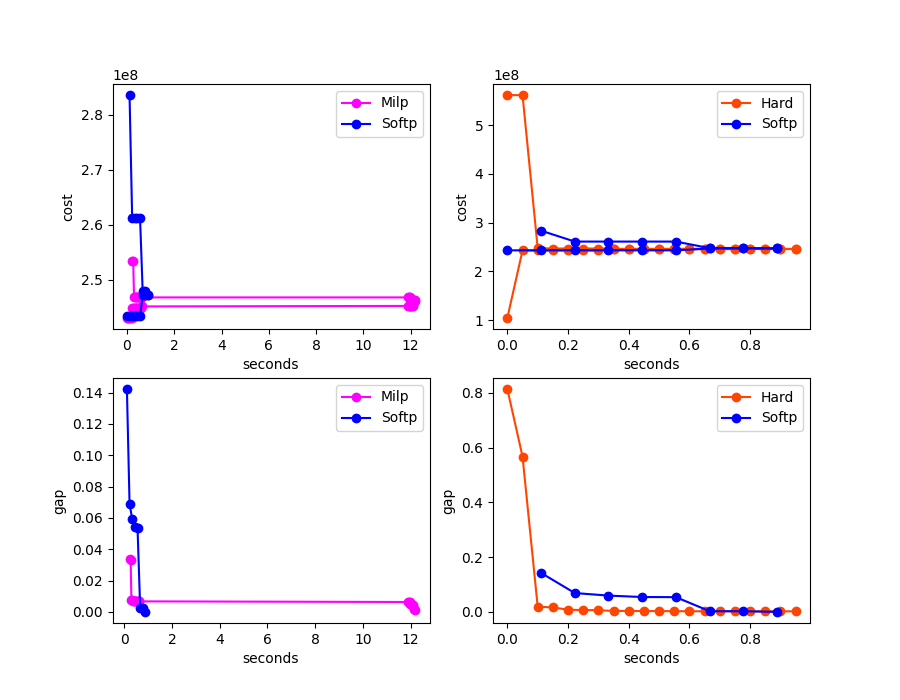 1e8
2.8
2.7
2.6
2.5
cost
0 2 4 6 8 10 12
seconds
Milp
Softp
1e8
5
4
3
2
1
cost
0.0 0.2 0.4 0.6 0.8
seconds
Hard
Softp
0.14
0.12
0.10
0.08
0.06
0.04
0.02
0.00
gap
0 2 4 6 8 10 12
seconds
Milp
Softp
0.8
0.6
0.4
0.2
0.0
gap
0.0 0.2 0.4 0.6 0.8
seconds
Hard
Softp